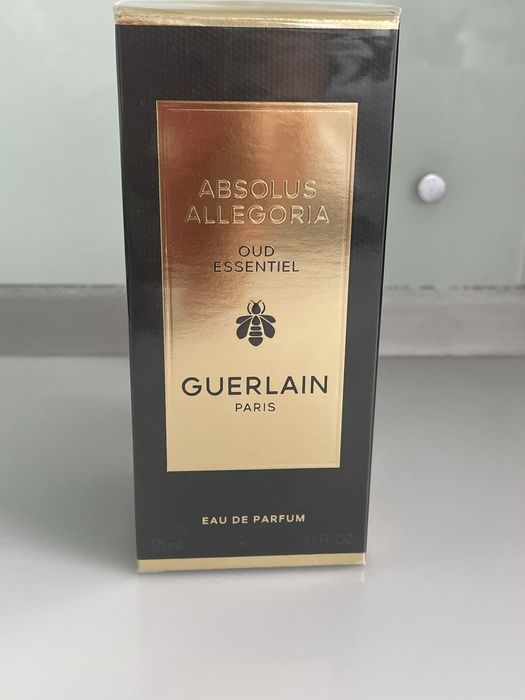 ABSOLUS
ALLEGORIA
OUD
ESSENTIEL
GUERLAIN
PARIS
EAU DE PARFUM
125 mL 4.2 FL. OZ.